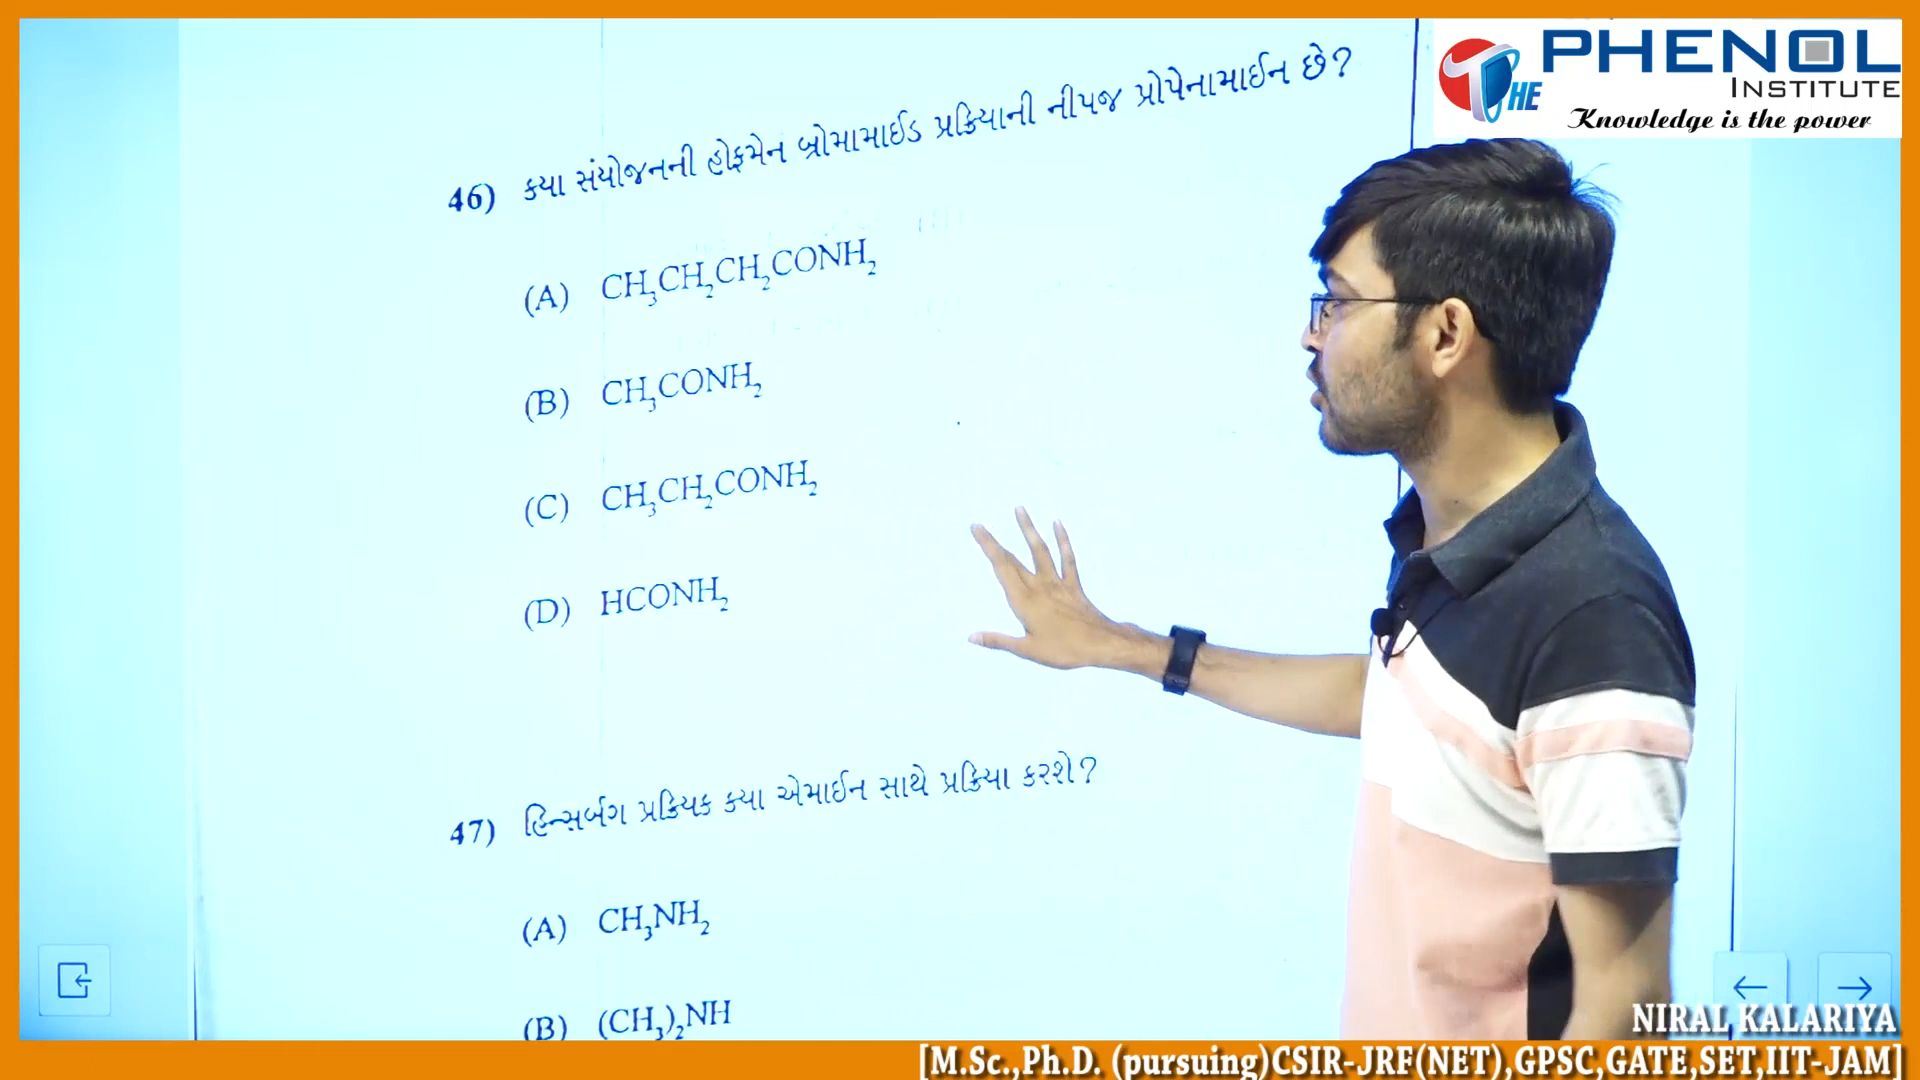 THE PHENOL
INSTITUTE
Knowledge is the power
46) કયા સંયોજનની હોફમેન બ્રોમામાઈડ પ્રક્રિયાની નીપજ પ્રોપેનામાઈન છે?
(A) CH₃CH₂CH₂CONH₂
(B) CH₃CONH₂
(C) CH₃CH₂CONH₂
(D) HCONH₂
47) હિન્સબર્ગ પ્રક્રિયક કયા એમાઈન સાથે પ્રક્રિયા કરશે?
(A) CH₃NH₂
(B) (CH₃)₂NH
NIRAL KALARIYA
[M.Sc.,Ph.D. (pursuing)CSIR-JRF(NET),GPSC,GATE,SET,IIT-JAM]